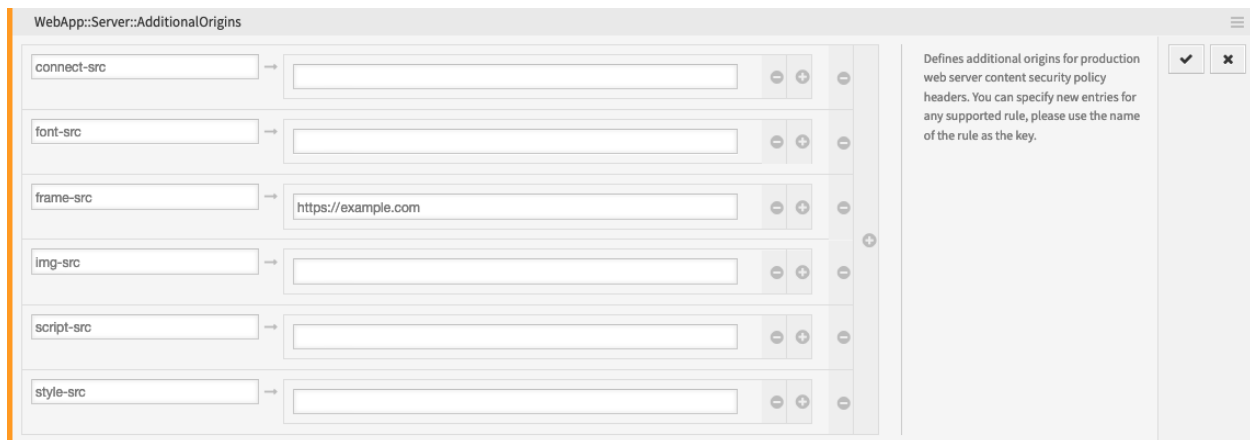 WebApp::Server::AdditionalOrigins
connect-src
font-src
frame-src
https://example.com
img-src
script-src
style-src
Defines additional origins for production
web server content security policy
headers. You can specify new entries for
any supported rule, please use the name
of the rule as the key.